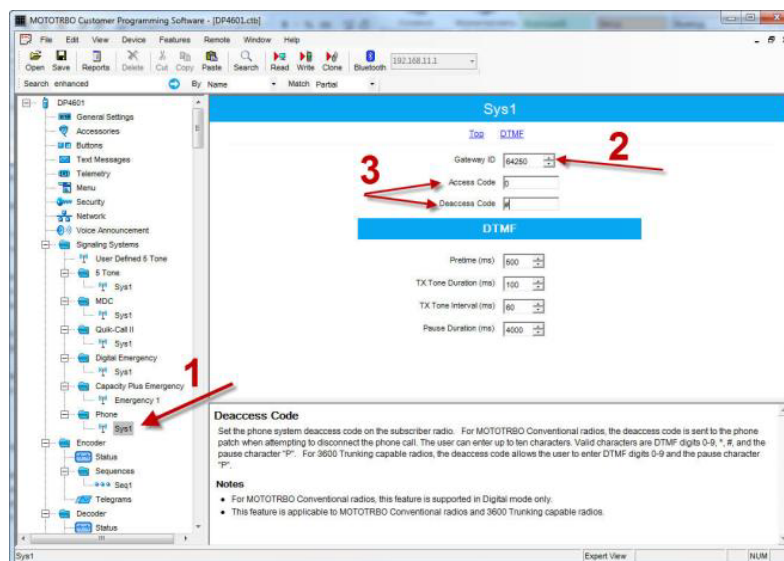 MOTOTRBO Customer Programming Software - [DP4601.ctb]
File Edit View Device Features Remote Window Help
Open Save Reports Delete Cut Copy Paste Search Read Write Clone Bluetooth 192.168.11.1
Search enhanced By Name Match Partial
DP4601
General Settings
Accessories
Buttons
Text Messages
Telemetry
Menu
Security
Network
Voice Announcement
Signaling Systems
User Defined 5 Tone
5 Tone
Sys1
MDC
Sys1
Quik-Call II
Sys1
Digital Emergency
Sys1
Capacity Plus Emergency
Emergency 1
Phone
Sys1
Encoder
Status
Sequences
Seq1
Telegrams
Decoder
Status
1
Sys1
Top DTMF
Gateway ID 64250
2
3
Access Code 0
Deaccess Code #
DTMF
Pretime (ms) 500
TX Tone Duration (ms) 100
TX Tone Interval (ms) 60
Pause Duration (ms) 4000
Deaccess Code
Set the phone system deaccess code on the subscriber radio. For MOTOTRBO Conventional radios, the deaccess code is sent to the phone
patch when attempting to disconnect the phone call. The user can enter up to ten characters. Valid characters are DTMF digits 0-9, *, #, and the
pause character "P". For 3600 Trunking capable radios, the deaccess code allows the user to enter DTMF digits 0-9 and the pause character
"P".
Notes
• For MOTOTRBO Conventional radios, this feature is supported in Digital mode only.
• This feature is applicable to MOTOTRBO Conventional radios and 3600 Trunking capable radios.
Sys1 Expert View NUM